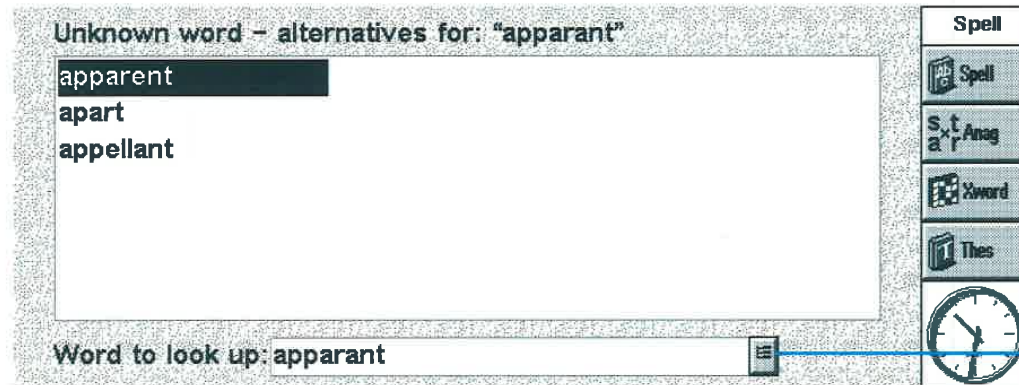 Unknown word – alternatives for: “apparant”
apparent
apart
appellant
Word to look up: apparant
Spell
Spell
Anag
Xword
Thes